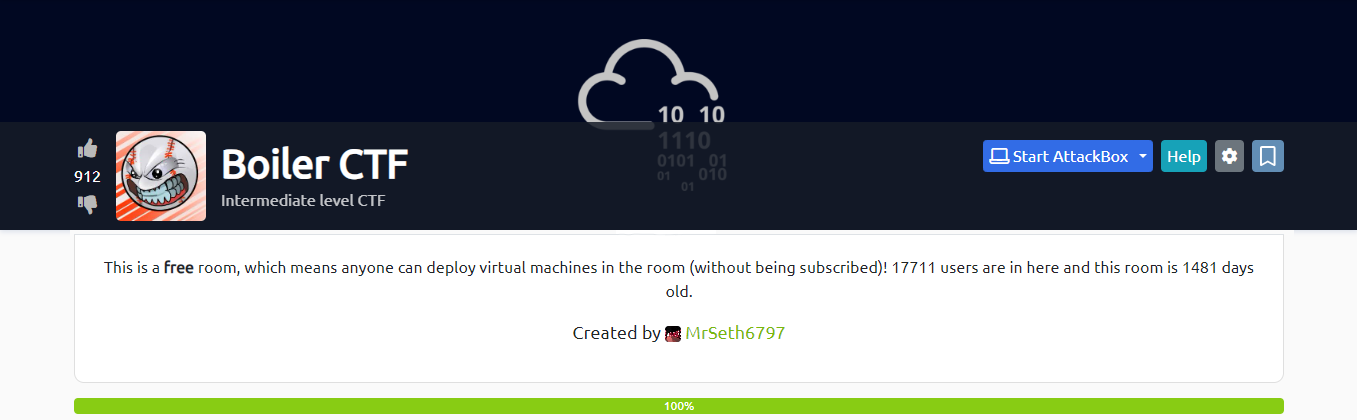 10 10
1110
0101 01
01 010
01
912
Boiler CTF
Intermediate level CTF
Start AttackBox
Help
This is a free room, which means anyone can deploy virtual machines in the room (without being subscribed)! 17711 users are in here and this room is 1481 days
old.
Created by MrSeth6797
100%